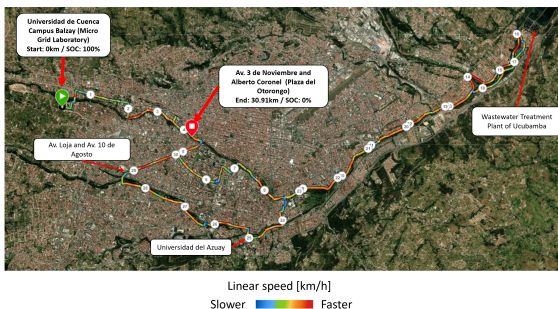 Universidad de Cuenca
Campus Balzay (Micro
Grid Laboratory)
Start: 0km / SOC: 100%
Av. 3 de Noviembre and
Alberto Coronel (Plaza del
Otorongo)
End: 30.91km / SOC: 0%
Wastewater Treatment
Plant of Ucubamba
Av. Loja and Av. 10 de
Agosto
Universidad del Azuay
Linear speed [km/h]
Slower Faster